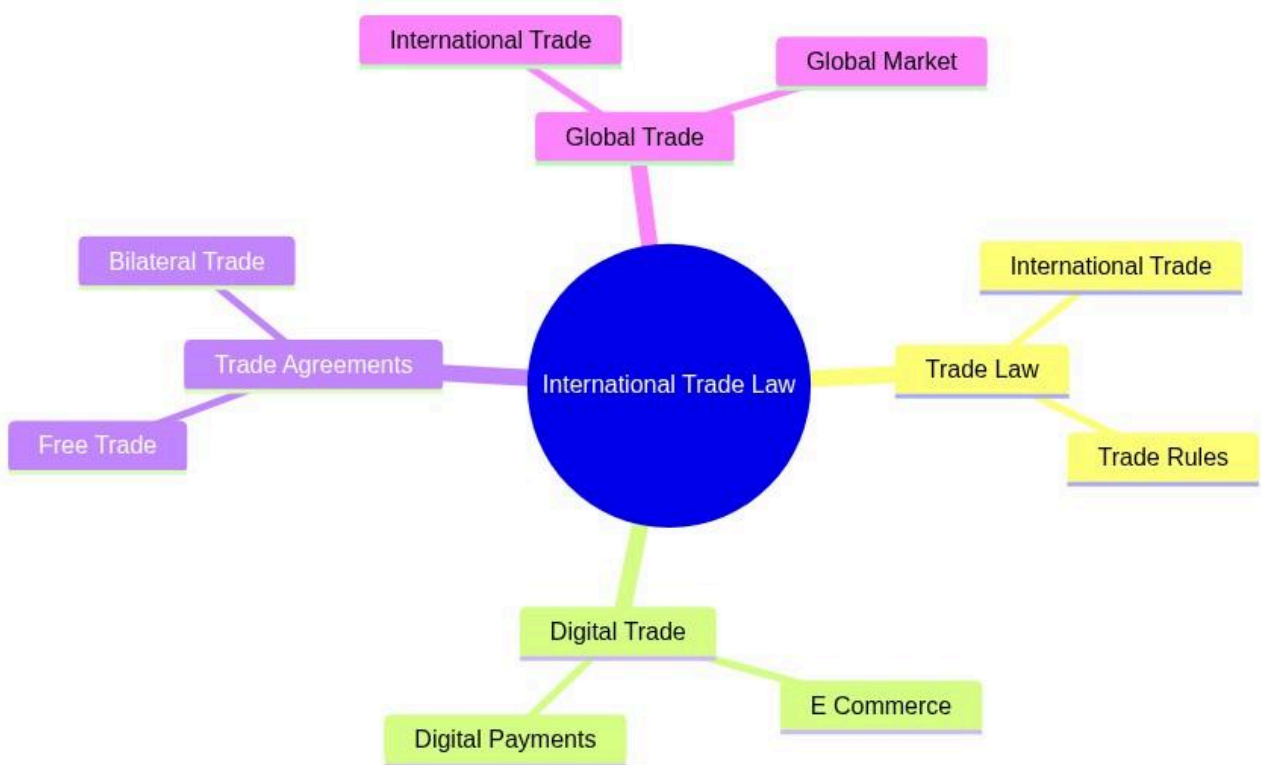 International Trade
Global Market
Global Trade
Bilateral Trade
International Trade
Trade Agreements
Trade Law
International Trade Law
Free Trade
Trade Rules
Digital Trade
E Commerce
Digital Payments